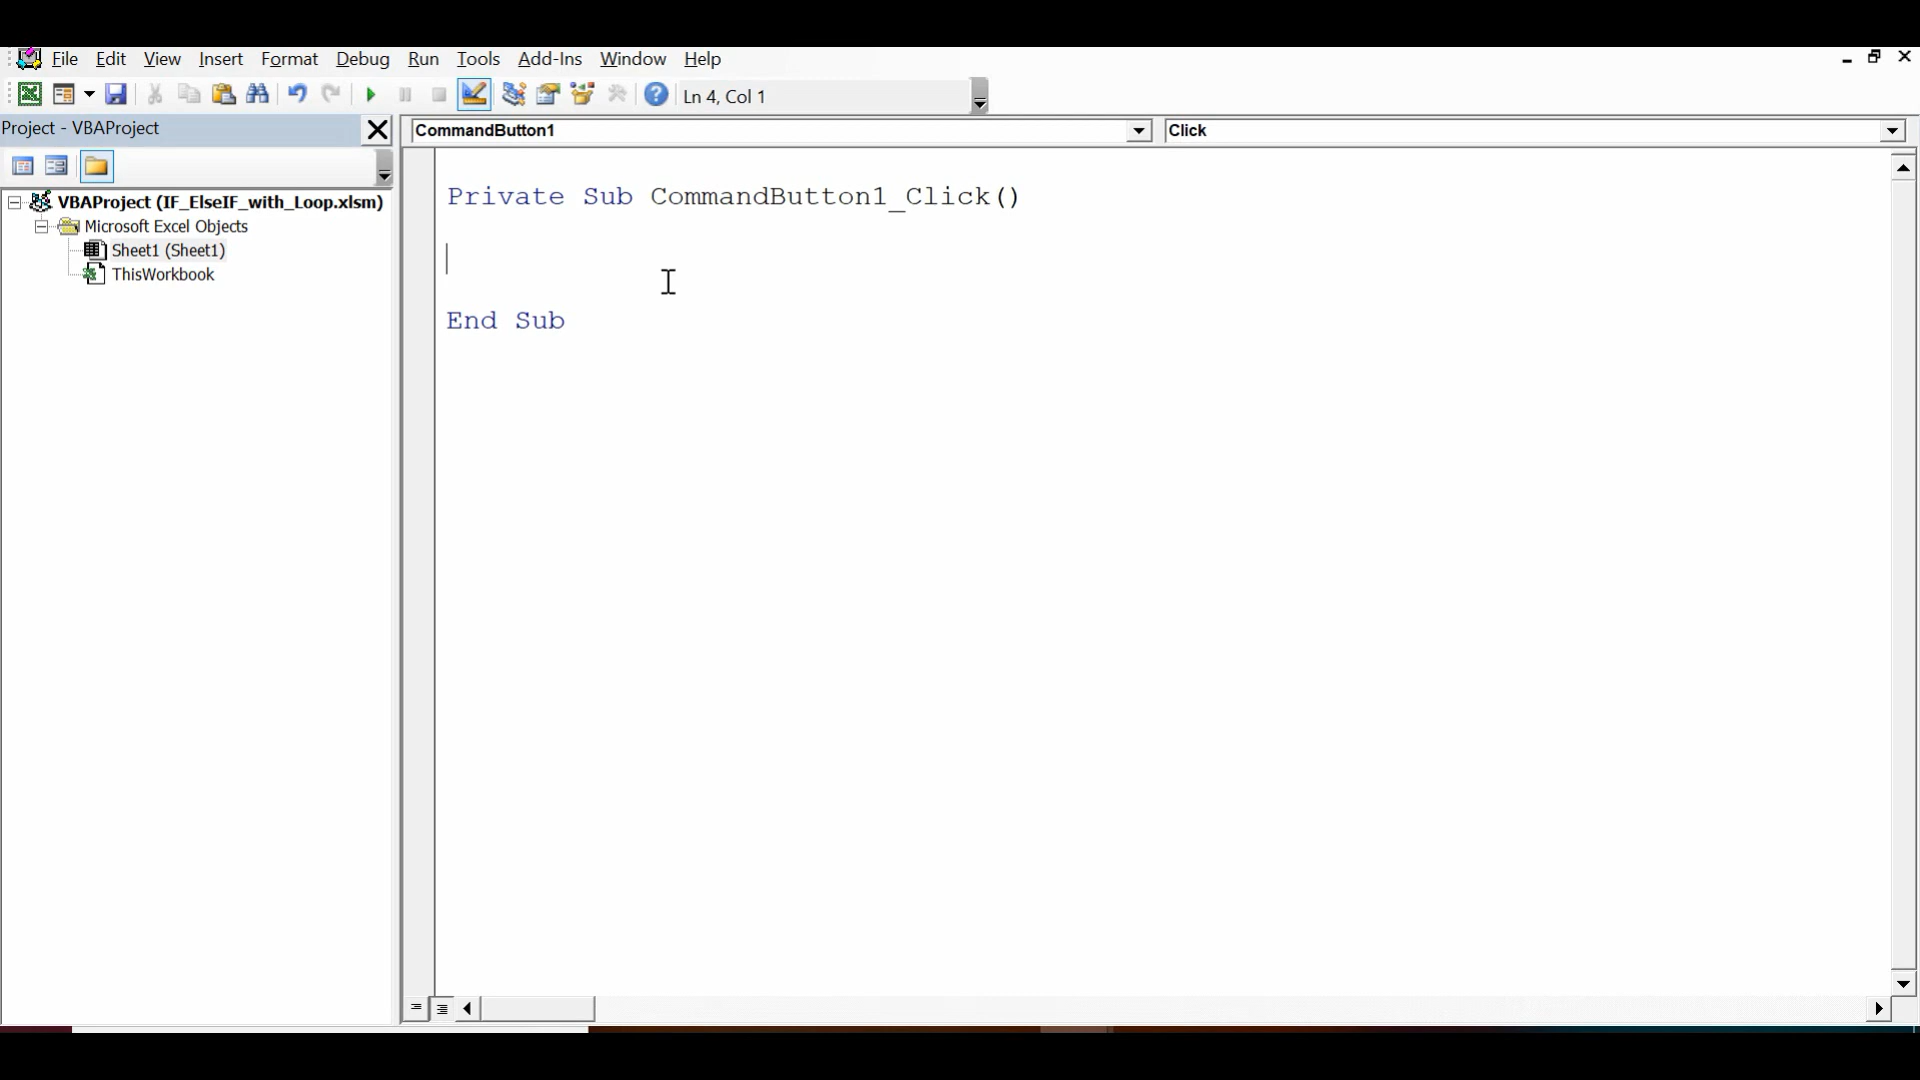 File Edit View Insert Format Debug Run Tools Add-Ins Window Help
Ln 4, Col 1
Project - VBAProject
CommandButton1
Click
VBAProject (IF_ElseIF_with_Loop.xlsm)
Microsoft Excel Objects
Sheet1 (Sheet1)
ThisWorkbook
Private Sub CommandButton1_Click()
End Sub